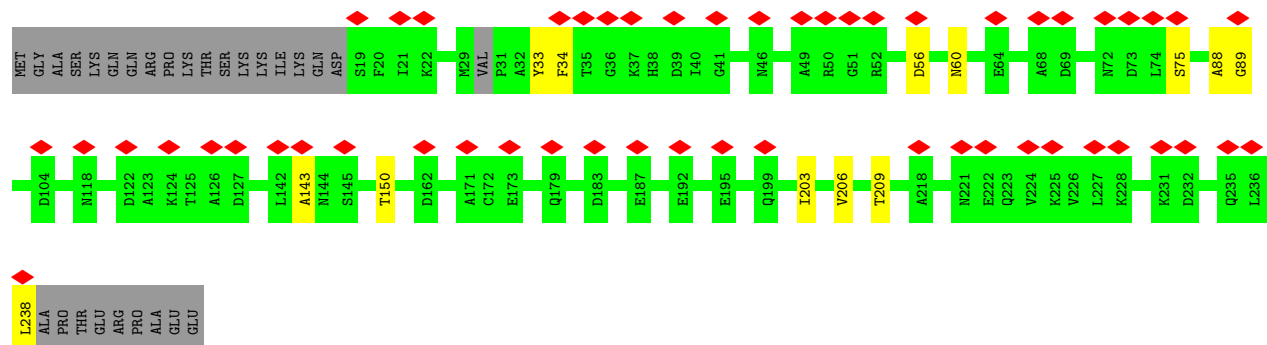 MET GLY ALA SER LYS GLN GLN ARG PRO LYS THR SER LYS LYS ILE LYS GLN ASP S19 F20 I21 K22 M29 VAL P31 A32 Y33 F34 T35 G36 K37 H38 D39 I40 G41 N46 A49 R50 G51 R52 D56 N60 E64 A68 D69 N72 D73 L74 S75 A88 G89
D104 N118 D122 A123 K124 T125 A126 D127 L142 A143 N144 S145 T150 D162 A171 C172 E173 Q179 D183 E187 E192 E195 Q199 I203 V206 T209 A218 N221 E222 Q223 V224 K225 V226 L227 K228 K231 D232 Q235 L236
L238 ALA PRO THR GLU ARG PRO ALA GLU GLU